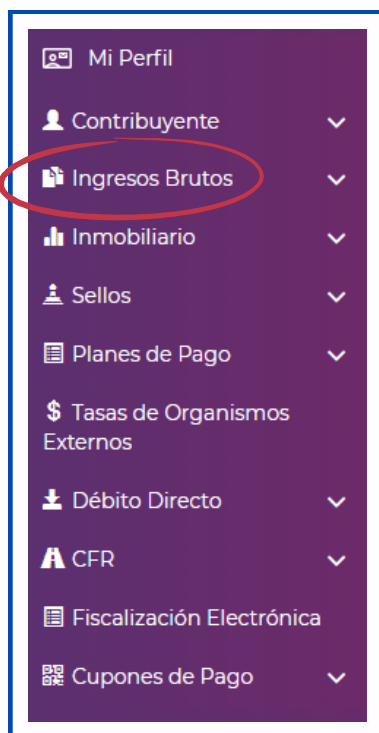 Mi Perfil
Contribuyente
Ingresos Brutos
Inmobiliario
Sellos
Planes de Pago
Tasas de Organismos
Externos
Débito Directo
CFR
Fiscalización Electrónica
Cupones de Pago